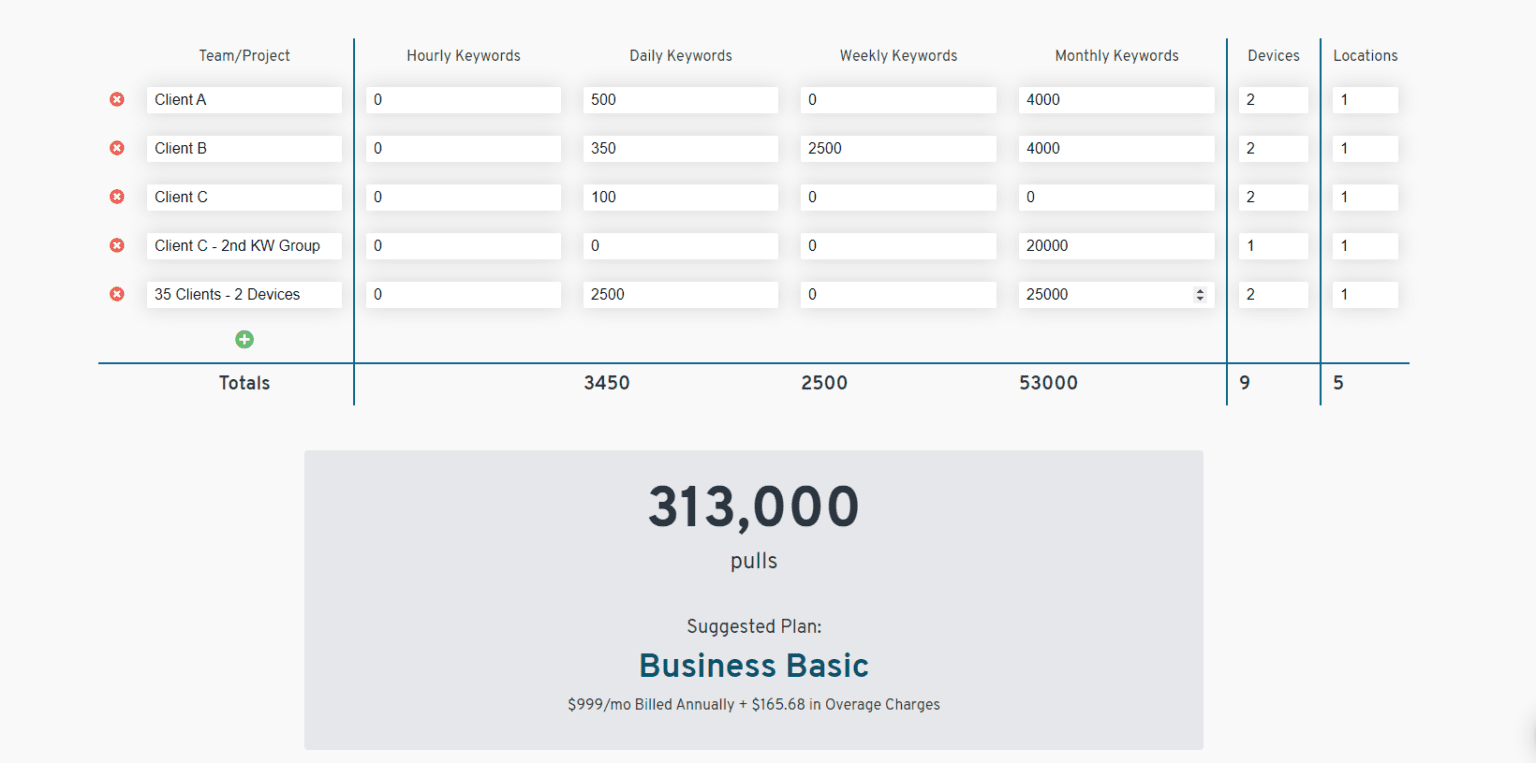 Team/Project Hourly Keywords Daily Keywords Weekly Keywords Monthly Keywords Devices Locations
Client A 0 500 0 4000 2 1
Client B 0 350 2500 4000 2 1
Client C 0 100 0 0 2 1
Client C - 2nd KW Group 0 0 0 20000 1 1
35 Clients - 2 Devices 0 2500 0 25000 2 1
Totals 3450 2500 53000 9 5
313,000
pulls
Suggested Plan:
Business Basic
$999/mo Billed Annually + $165.68 in Overage Charges